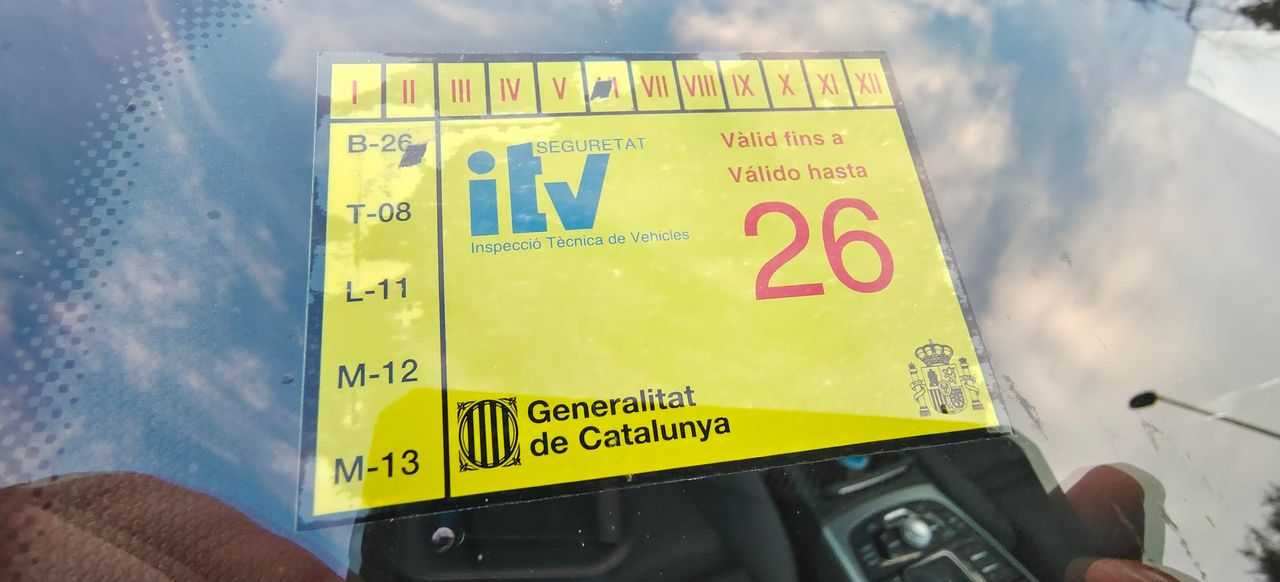 I II III IV V VI VII VIII IX X XI XII
B-26
T-08
L-11
M-12
M-13
SEGURETAT
itv
Inspecció Tècnica de Vehicles
Vàlid fins a
Válido hasta
26
Generalitat
de Catalunya